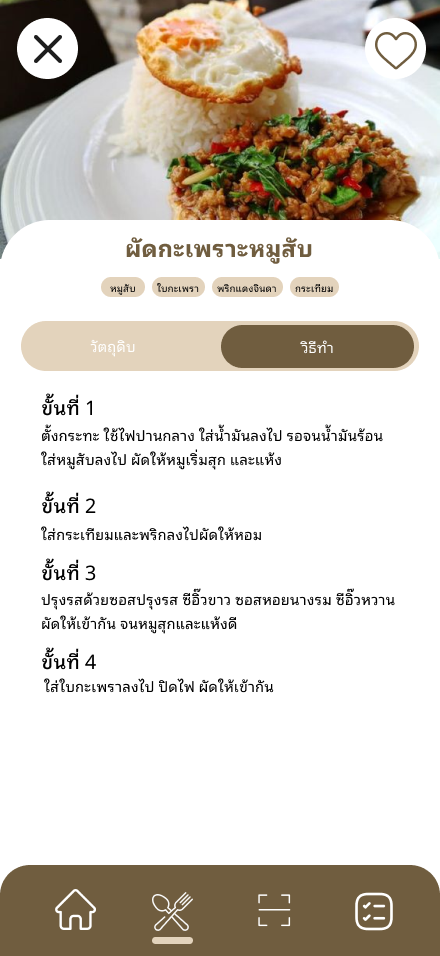 ผัดกะเพราะหมูสับ
หมูสับ ใบกะเพรา พริกแดงจินดา กระเทียม
วัตถุดิบ วิธีทำ
ขั้นที่ 1
ตั้งกระทะ ใช้ไฟปานกลาง ใส่น้ำมันลงไป รอจนน้ำมันร้อน
ใส่หมูสับลงไป ผัดให้หมูเริ่มสุก และแห้ง
ขั้นที่ 2
ใส่กระเทียมและพริกลงไปผัดให้หอม
ขั้นที่ 3
ปรุงรสด้วยซอสปรุงรส ซีอิ๊วขาว ซอสหอยนางรม ซีอิ๊วหวาน
ผัดให้เข้ากัน จนหมูสุกและแห้งดี
ขั้นที่ 4
ใส่ใบกะเพราลงไป ปิดไฟ ผัดให้เข้ากัน